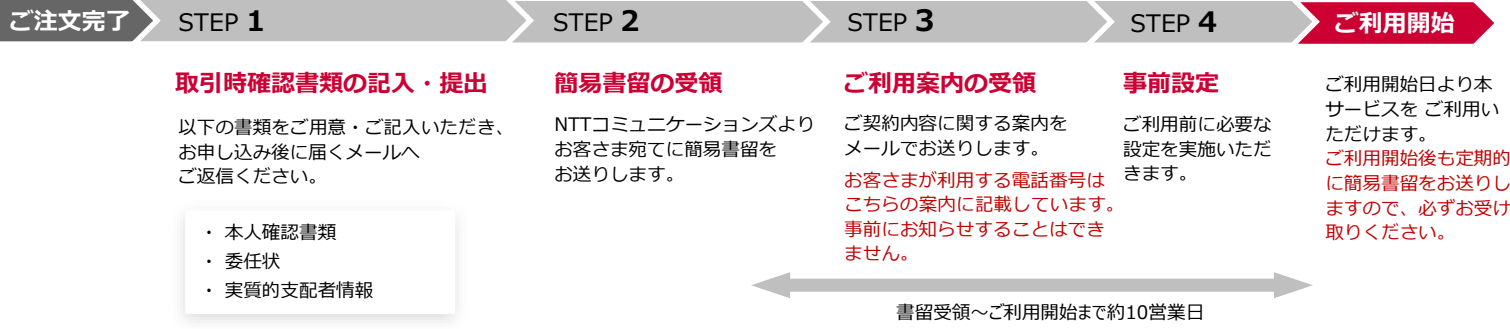 ご注文完了
STEP 1
STEP 2
STEP 3
STEP 4
ご利用開始
取引時確認書類の記入・提出
以下の書類をご用意・ご記入いただき、
お申し込み後に届くメールへ
ご返信ください。
・ 本人確認書類
・ 委任状
・ 実質的支配者情報
簡易書留の受領
NTTコミュニケーションズより
お客さま宛てに簡易書留を
お送りします。
ご利用案内の受領
ご契約内容に関する案内を
メールでお送りします。
お客さまが利用する電話番号は
こちらの案内に記載しています。
事前にお知らせすることはでき
ません。
事前設定
ご利用前に必要な
設定を実施いただ
きます。
ご利用開始日より本
サービスを ご利用い
ただけます。
ご利用開始後も定期的
に簡易書留をお送りし
ますので、必ずお受け
取りください。
書留受領～ご利用開始まで約10営業日